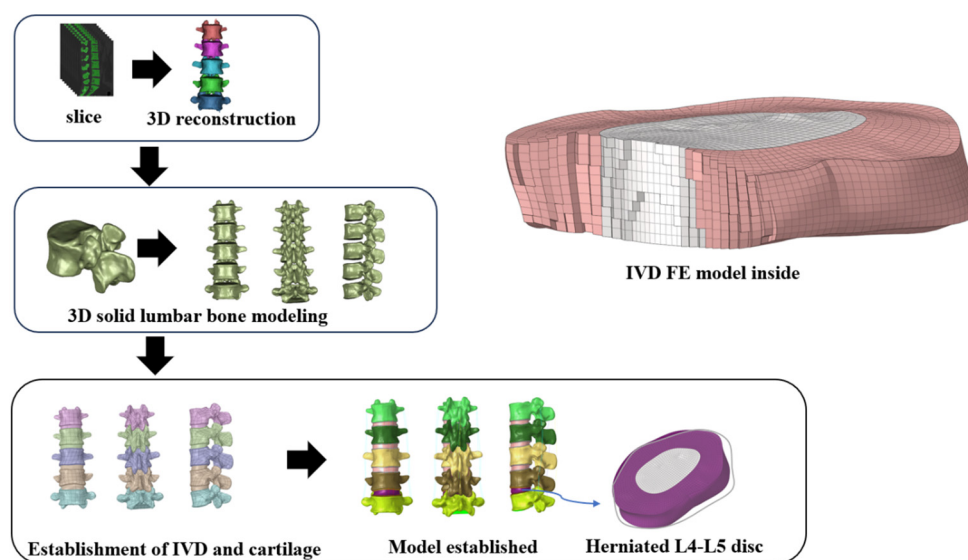 slice
3D reconstruction
IVD FE model inside
3D solid lumbar bone modeling
Establishment of IVD and cartilage
Model established
Herniated L4-L5 disc